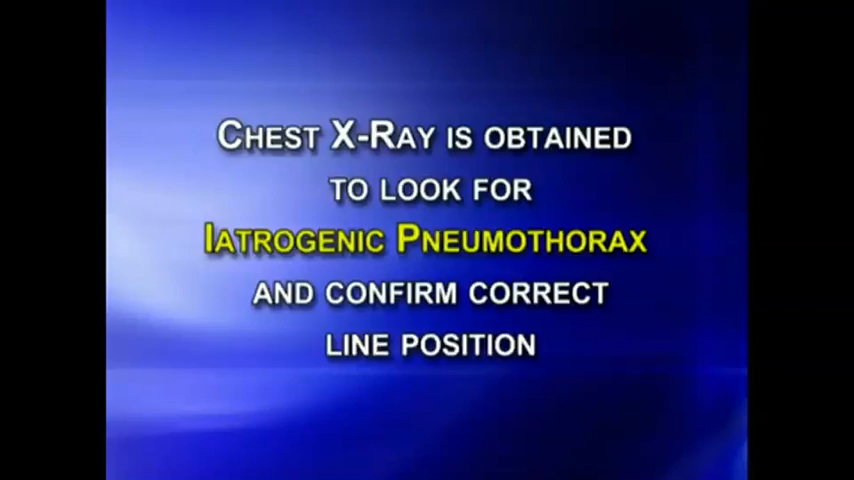 Chest X-Ray is obtained
to look for
Iatrogenic Pneumothorax
and confirm correct
line position